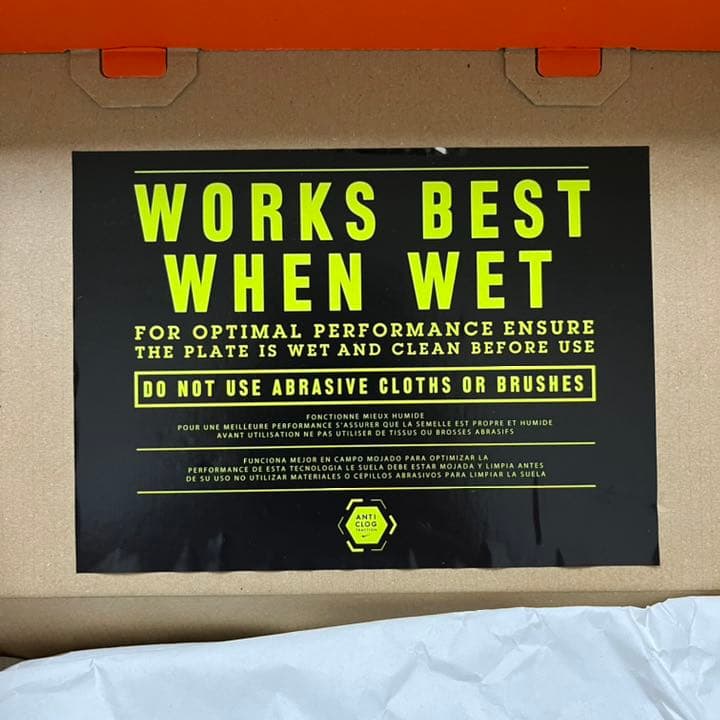 WORKS BEST
WHEN WET
FOR OPTIMAL PERFORMANCE ENSURE
THE PLATE IS WET AND CLEAN BEFORE USE
DO NOT USE ABRASIVE CLOTHS OR BRUSHES
FONCTIONNE MIEUX HUMIDE
POUR UNE MEILLEURE PERFORMANCE S'ASSURER QUE LA SEMELLE EST PROPRE ET HUMIDE
AVANT UTILISATION NE PAS UTILISER DE TISSUS OU BROSSES ABRASIFS
FUNCIONA MEJOR EN CAMPO MOJADO PARA OPTIMIZAR LA
PERFORMANCE DE ESTA TECNOLOGIA LE SUELA DEBE ESTAR MOJADA Y LIMPIA ANTES
DE SU USO NO UTILIZAR MATERIALES O CEPILLOS ABRASIVOS PARA LIMPIAR LA SUELA
ANTI
CLOG
TRACTION